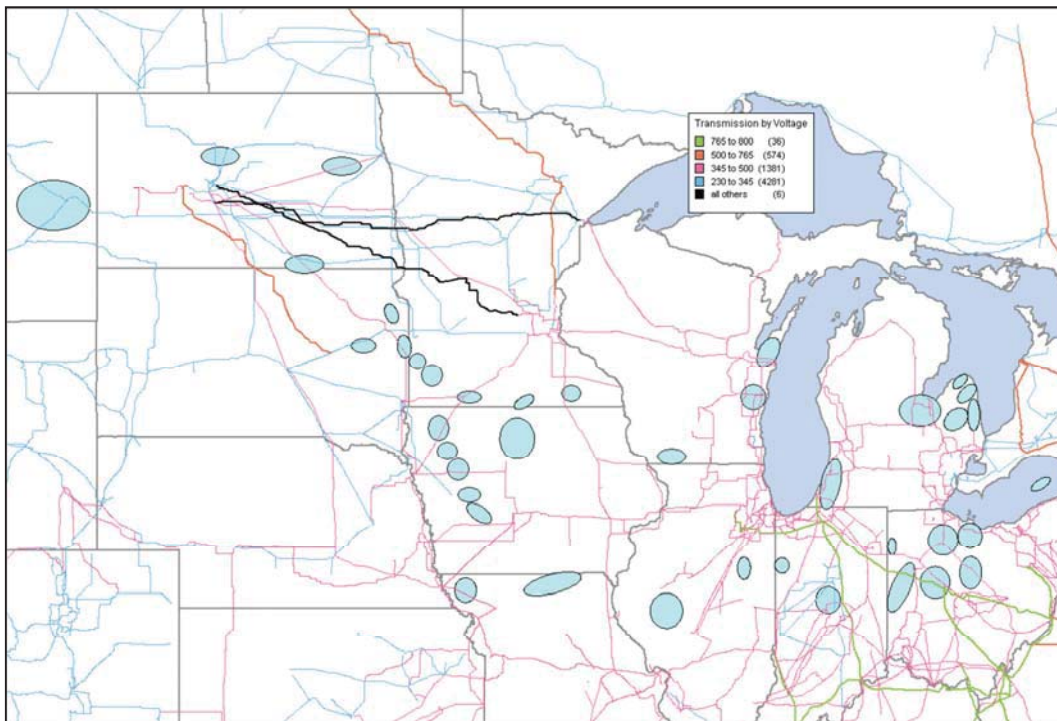 Transmission by Voltage
765 to 800 (36)
500 to 765 (574)
345 to 500 (1381)
230 to 345 (4281)
all others (6)